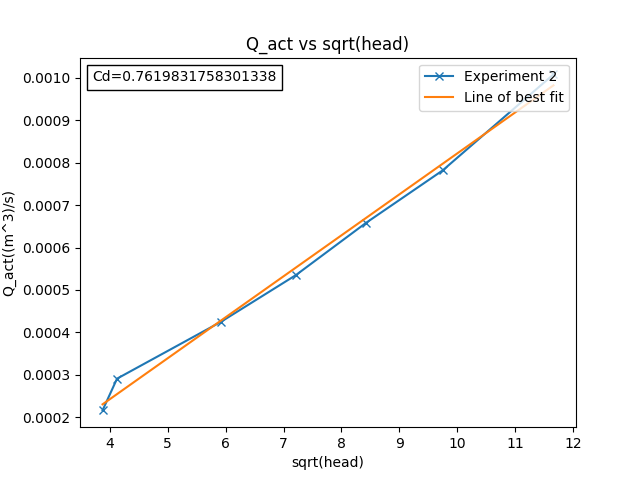 Q_act vs sqrt(head)
Cd=0.7619831758301338
Experiment 2
Line of best fit
Q_act((m^3)/s)
0.0010
0.0009
0.0008
0.0007
0.0006
0.0005
0.0004
0.0003
0.0002
4 5 6 7 8 9 10 11 12
sqrt(head)